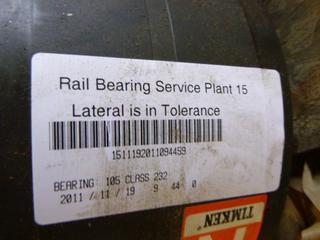 Rail Bearing Service Plant 15
Lateral is in Tolerance
1511192011094459
BEARING 105 CLASS 232
2011 / 11 / 19 9 44 0
TIMKEN